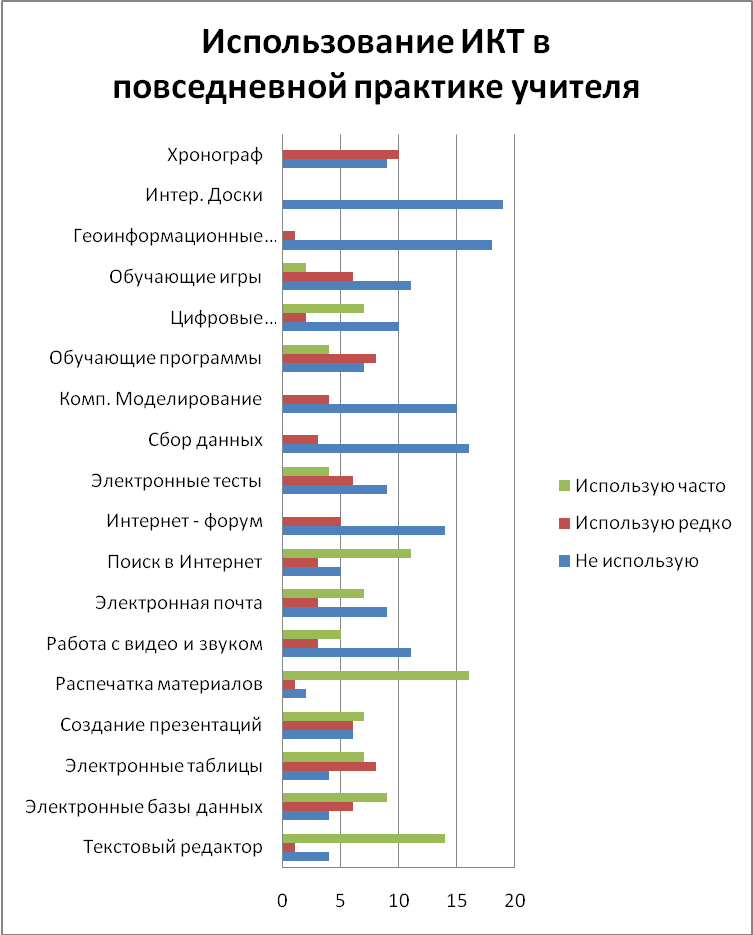 Использование ИКТ в
повседневной практике учителя
Хронограф
Интер. Доски
Геоинформационные...
Обучающие игры
Цифровые...
Обучающие программы
Комп. Моделирование
Сбор данных
Электронные тесты
Интернет - форум
Поиск в Интернет
Электронная почта
Работа с видео и звуком
Распечатка материалов
Создание презентаций
Электронные таблицы
Электронные базы данных
Текстовый редактор
0 5 10 15 20
Использую часто
Использую редко
Не использую